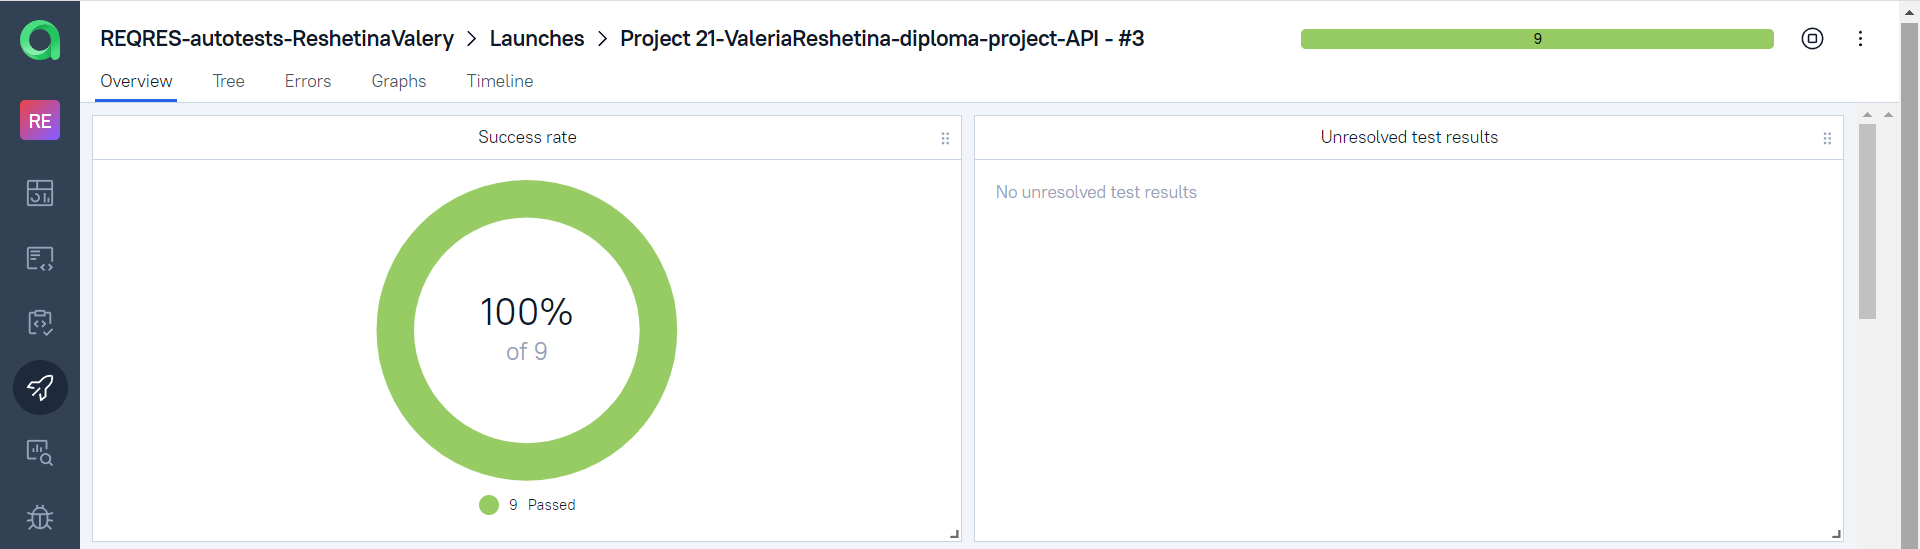 REQRES-autotests-ReshetinaValery > Launches > Project 21-ValeriaReshetina-diploma-project-API - #3
9
Overview Tree Errors Graphs Timeline
RE
Success rate
100%
of 9
9 Passed
Unresolved test results
No unresolved test results